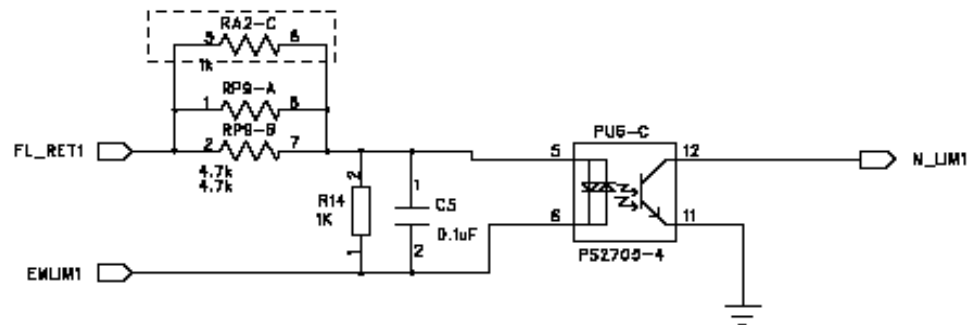 RA2-C
5 6
1k
RP9-A
1 8
RP9-B
FL_RET1 2 7
4.7k
4.7k
PU6-C
5 12 N_LIM1
2 1
R14 C5
1K 0.1uF
1 2
6 11
PS2705-4
EMLIM1